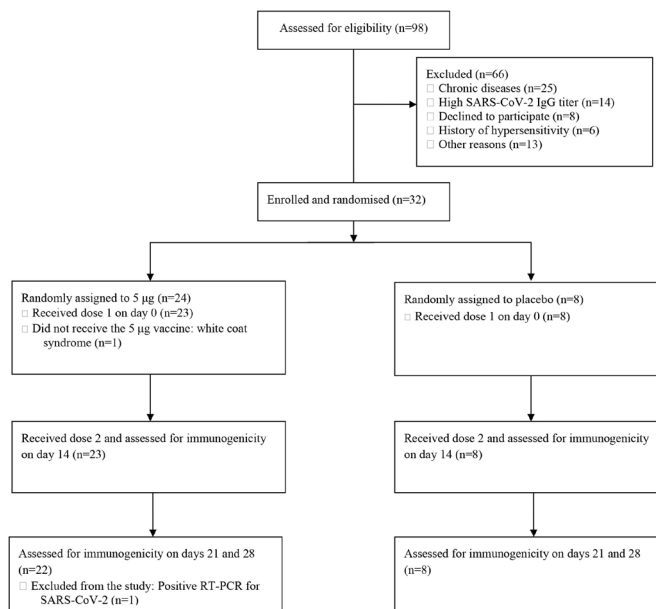 Assessed for eligibility (n=98)
Excluded (n=66)
□ Chronic diseases (n=25)
□ High SARS-CoV-2 IgG titer (n=14)
□ Declined to participate (n=8)
□ History of hypersensitivity (n=6)
□ Other reasons (n=13)
Enrolled and randomised (n=32)
Randomly assigned to 5 μg (n=24)
□ Received dose 1 on day 0 (n=23)
□ Did not receive the 5 μg vaccine: white coat
syndrome (n=1)
Randomly assigned to placebo (n=8)
□ Received dose 1 on day 0 (n=8)
Received dose 2 and assessed for immunogenicity
on day 14 (n=23)
Received dose 2 and assessed for immunogenicity
on day 14 (n=8)
Assessed for immunogenicity on days 21 and 28
(n=22)
□ Excluded from the study: Positive RT-PCR for
SARS-CoV-2 (n=1)
Assessed for immunogenicity on days 21 and 28
(n=8)